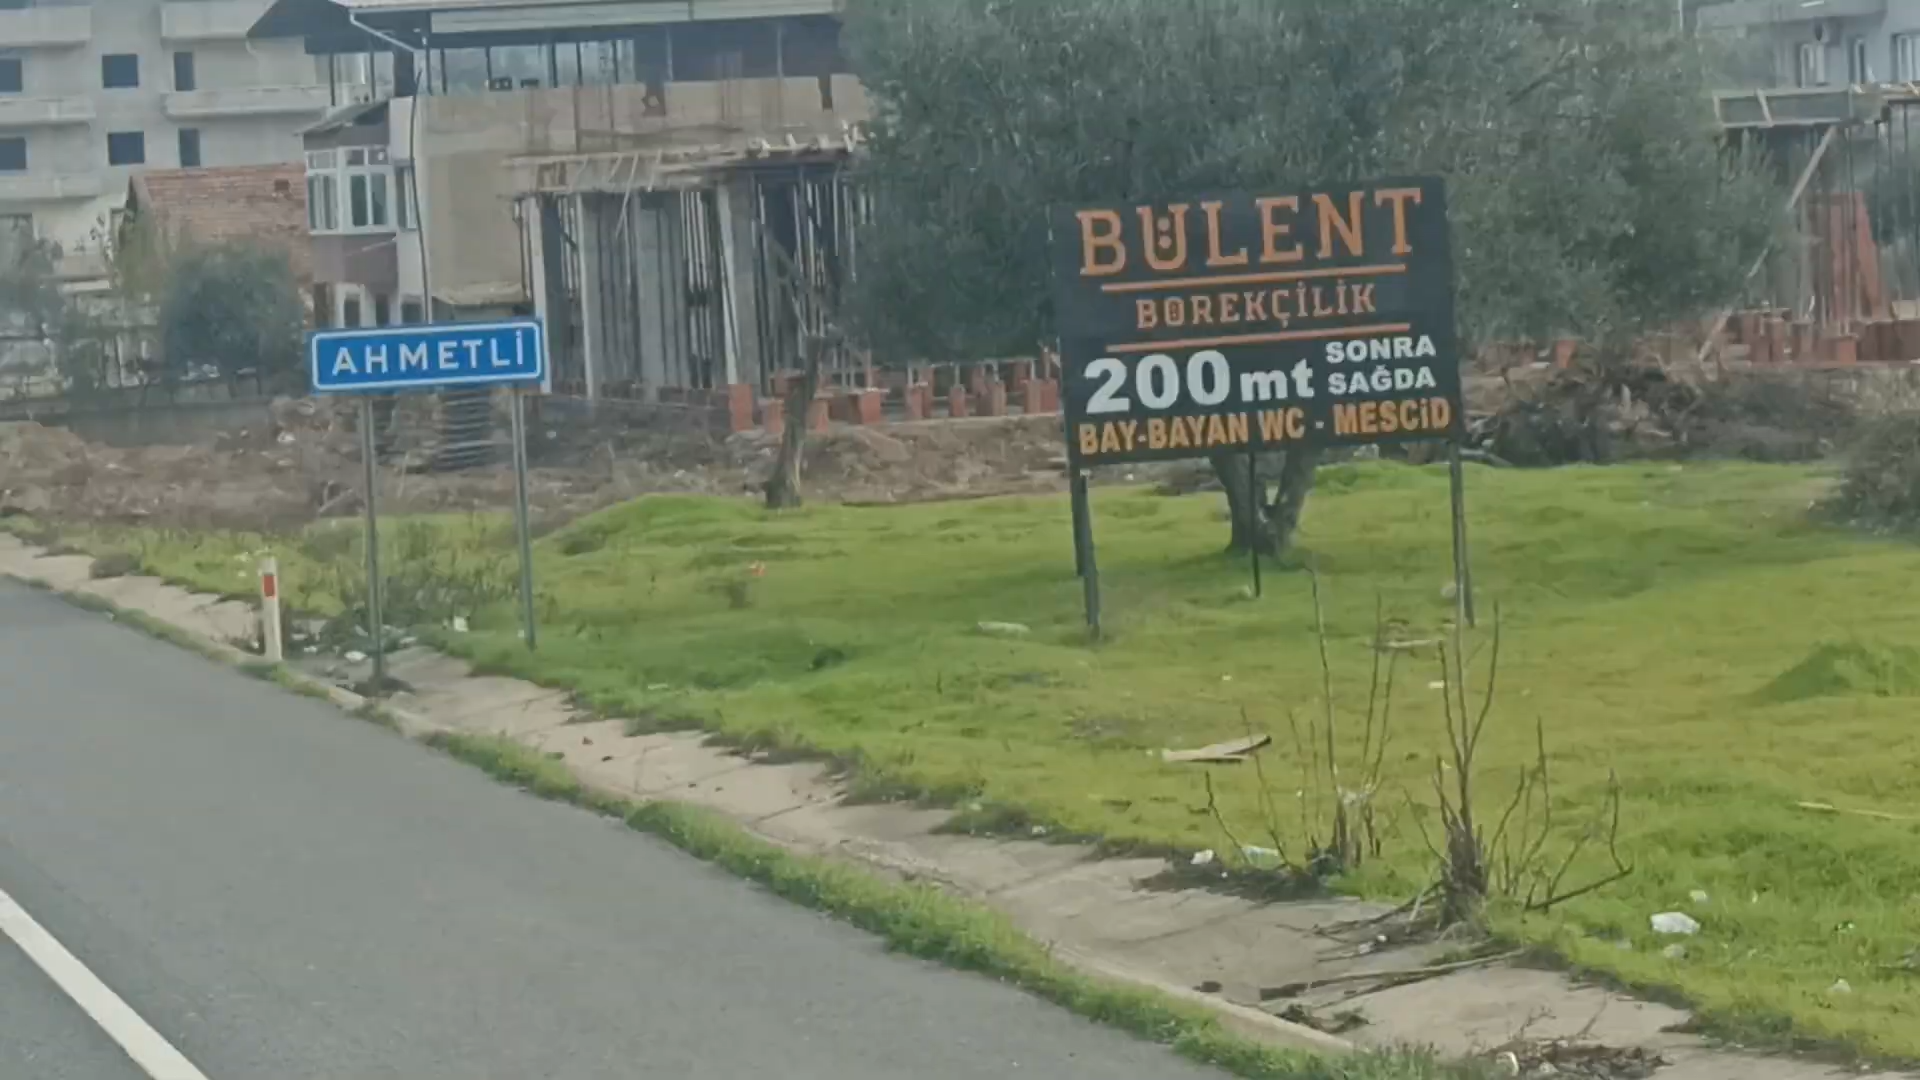 AHMETLİ
BÜLENT
BÖREKÇİLİK
200mt SONRA SAĞDA
BAY-BAYAN WC - MESCİD